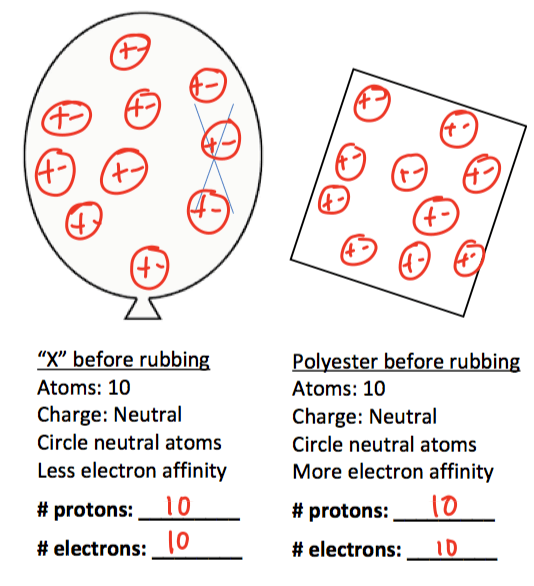 +- 
+- 
+- +- 
+- 
+- +- 
+- +- 
+-
“X” before rubbing
Atoms: 10
Charge: Neutral
Circle neutral atoms
Less electron affinity
# protons: 10
# electrons: 10
+- 
+- 
+- +- +- 
+- +- 
+- +- +-
Polyester before rubbing
Atoms: 10
Charge: Neutral
Circle neutral atoms
More electron affinity
# protons: 10
# electrons: 10